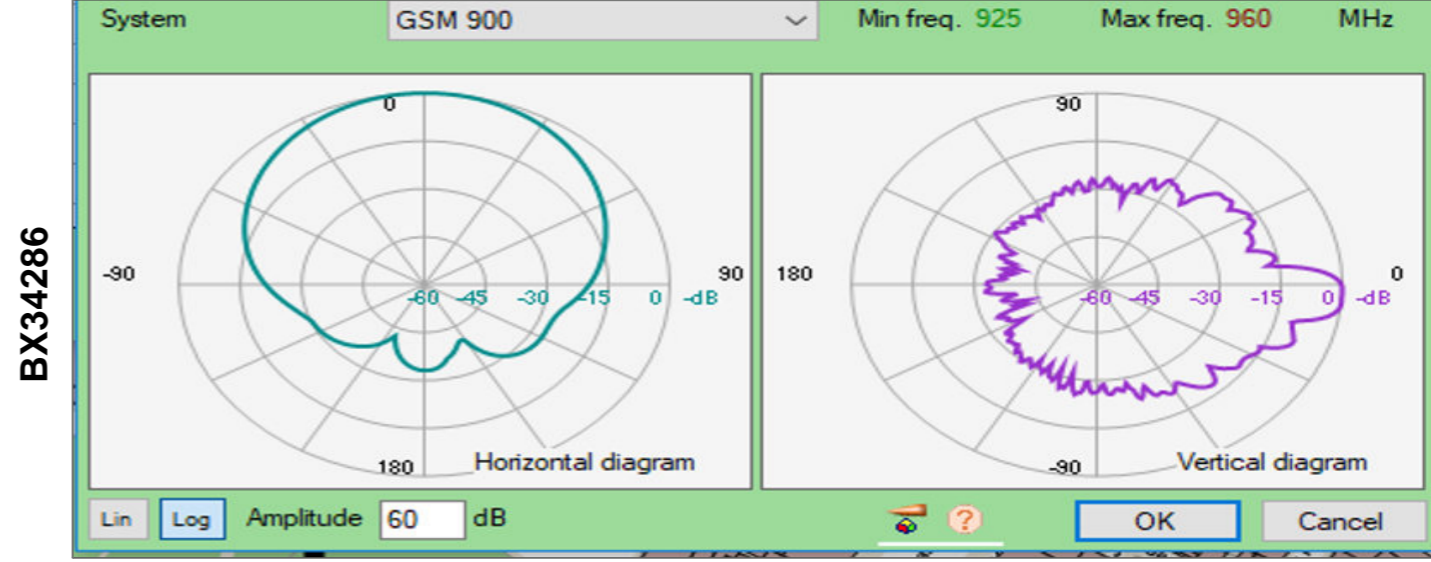 System GSM 900 Min freq. 925 Max freq. 960 MHz
0
-90 90
-60 -45 -30 -15 0 -dB
180 Horizontal diagram
90
180 0
-60 -45 -30 -15 0 -dB
-90 Vertical diagram
BX34286
Lin Log Amplitude 60 dB ? OK Cancel